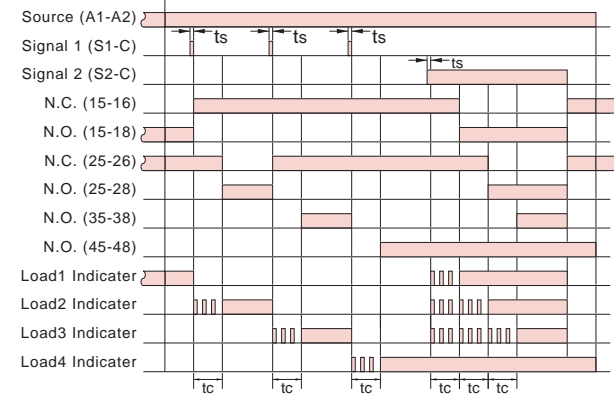 Source (A1-A2)
Signal 1 (S1-C)
ts ts ts
Signal 2 (S2-C)
ts
N.C. (15-16)
N.O. (15-18)
N.C. (25-26)
N.O. (25-28)
N.O. (35-38)
N.O. (45-48)
Load1 Indicater
Load2 Indicater
Load3 Indicater
Load4 Indicater
tc tc tc tc tc tc